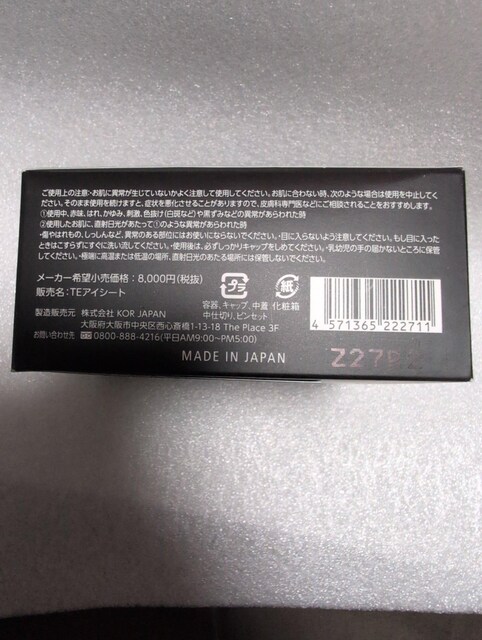 ご使用上の注意:・お肌に異常が生じていないかよく注意して使用してください。お肌に合わない時、次のような場合は使用を中止してく
ださい。そのまま使用を続けますと、症状を悪化させることがありますので、皮膚科専門医などにご相談されることをおすすめします。
①使用中、赤味、はれ、かゆみ、刺激、色抜け(白斑など)や黒ずみなどの異常があらわれた時
②使用したお肌に、直射日光があたって①のような異常があらわれた時
・傷やはれもの、しっしんなど、異常のある部位にはお使いにならないでください。・目に入らないよう注意してください。もし目に入った
ときはこすらずにすぐに洗い流してください。・使用後は、必ずしっかりキャップをしめてください。・乳幼児の手の届かないところに保管
してください。・極端に高温または低温の場所、直射日光のあたる場所には保管しないでください。
メーカー希望小売価格:8,000円(税抜)
販売名:TEアイシート
製造販売元 株式会社 KOR JAPAN
大阪府大阪市中央区西心斎橋1-13-18 The Place 3F
お問い合わせ先 0800-888-4216(平日AM9:00~PM5:00)
プラ
容器、キャップ、中蓋
中仕切り、ピンセット
紙
化粧箱
4 571365 222711
MADE IN JAPAN